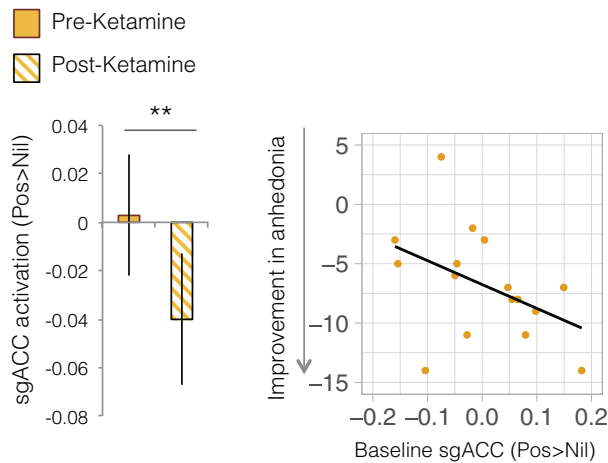 Pre-Ketamine
Post-Ketamine
sgACC activation (Pos>Nil)
**
0.04
0.02
0
-0.02
-0.04
-0.06
-0.08
Improvement in anhedonia
5
0
−5
−10
−15
−0.2 −0.1 0.0 0.1 0.2
Baseline sgACC (Pos>Nil)